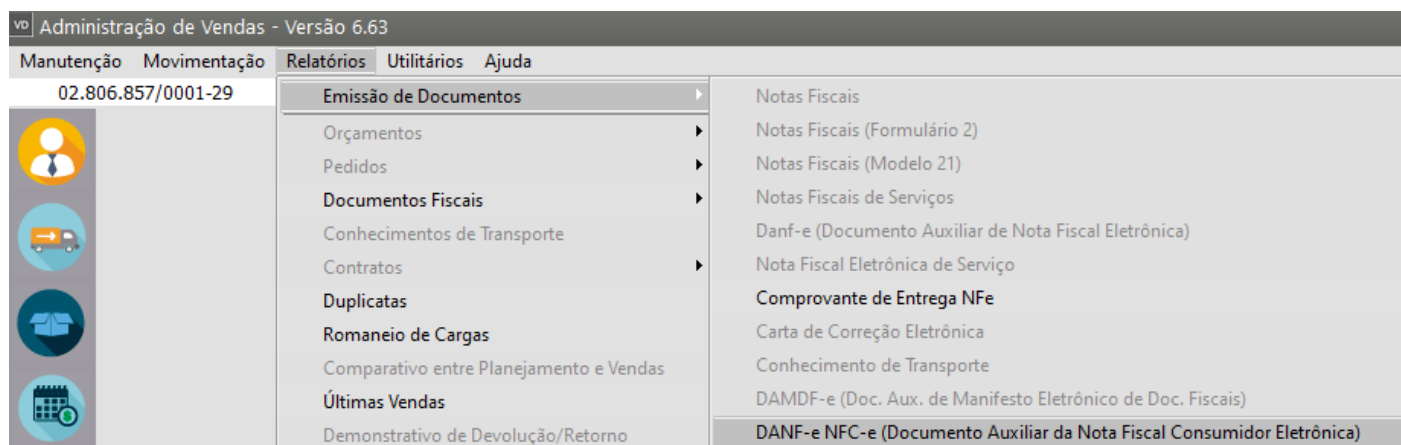 VD Administração de Vendas - Versão 6.63
Manutenção Movimentação Relatórios Utilitários Ajuda
02.806.857/0001-29
Emissão de Documentos
Orçamentos
Pedidos
Documentos Fiscais
Conhecimentos de Transporte
Contratos
Duplicatas
Romaneio de Cargas
Comparativo entre Planejamento e Vendas
Últimas Vendas
Demonstrativo de Devolução/Retorno
Notas Fiscais
Notas Fiscais (Formulário 2)
Notas Fiscais (Modelo 21)
Notas Fiscais de Serviços
Danf-e (Documento Auxiliar de Nota Fiscal Eletrônica)
Nota Fiscal Eletrônica de Serviço
Comprovante de Entrega NFe
Carta de Correção Eletrônica
Conhecimento de Transporte
DAMDF-e (Doc. Aux. de Manifesto Eletrônico de Doc. Fiscais)
DANF-e NFC-e (Documento Auxiliar da Nota Fiscal Consumidor Eletrônica)